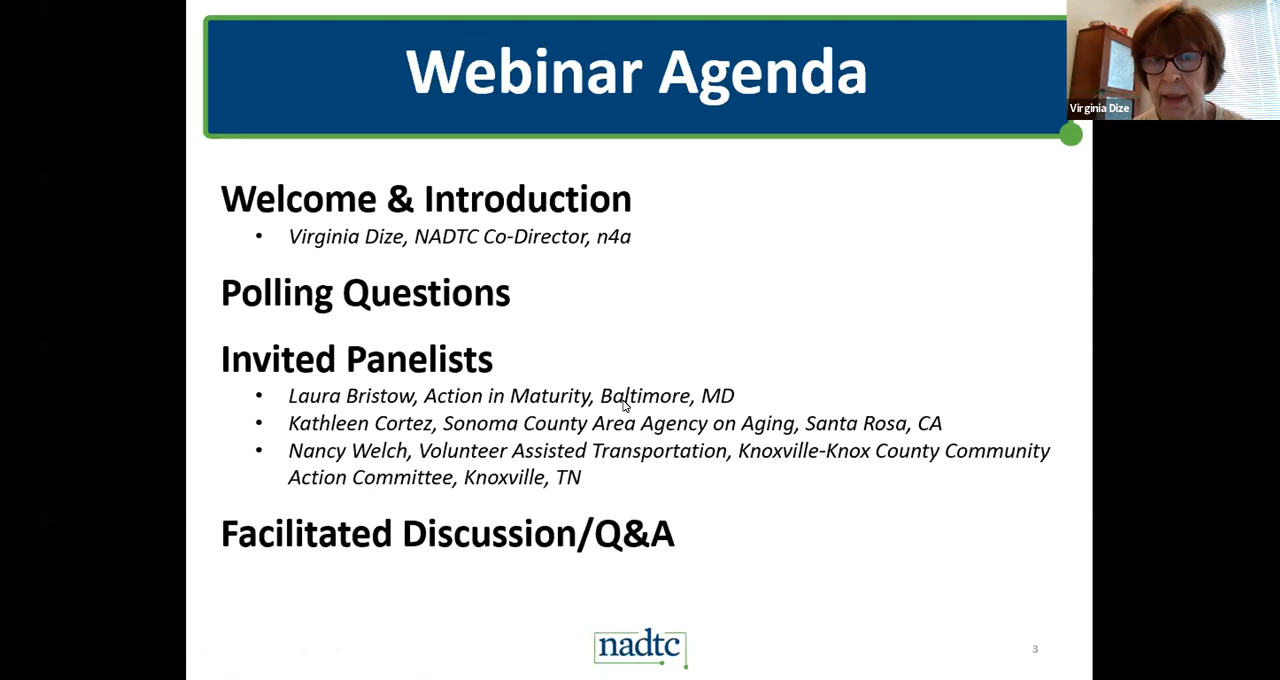 Webinar Agenda
Virginia Dize
Welcome & Introduction
• Virginia Dize, NADTC Co-Director, n4a
Polling Questions
Invited Panelists
• Laura Bristow, Action in Maturity, Baltimore, MD
• Kathleen Cortez, Sonoma County Area Agency on Aging, Santa Rosa, CA
• Nancy Welch, Volunteer Assisted Transportation, Knoxville-Knox County Community
Action Committee, Knoxville, TN
Facilitated Discussion/Q&A
nadtc
3